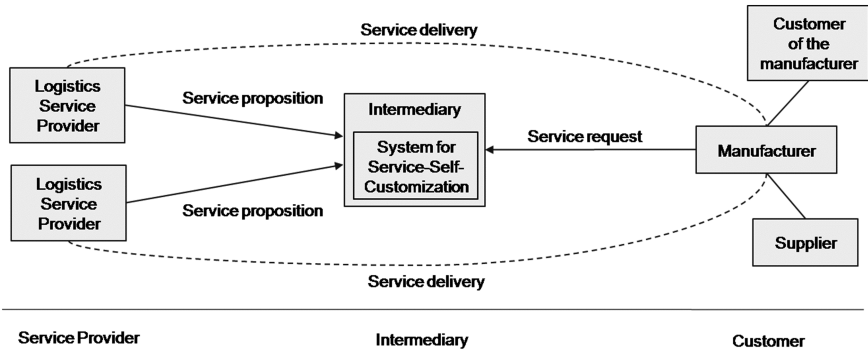 Service delivery
Customer
of the
manufacturer
Logistics
Service
Provider
Service proposition
Intermediary
System for
Service-Self-
Customization
Service request
Manufacturer
Logistics
Service
Provider
Service proposition
Supplier
Service delivery
Service Provider
Intermediary
Customer